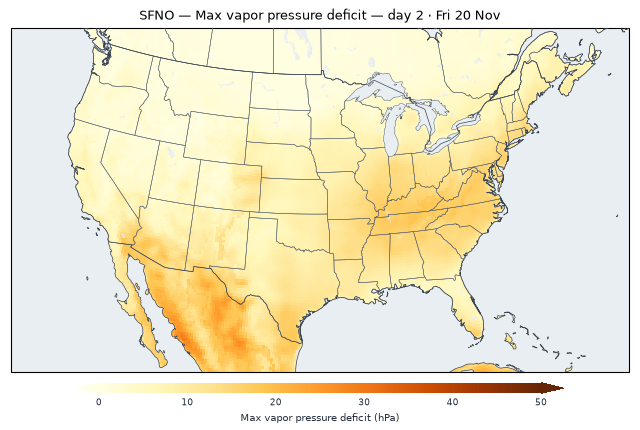 SFNO — Max vapor pressure deficit — day 2 · Fri 20 Nov
0 10 20 30 40 50
Max vapor pressure deficit (hPa)